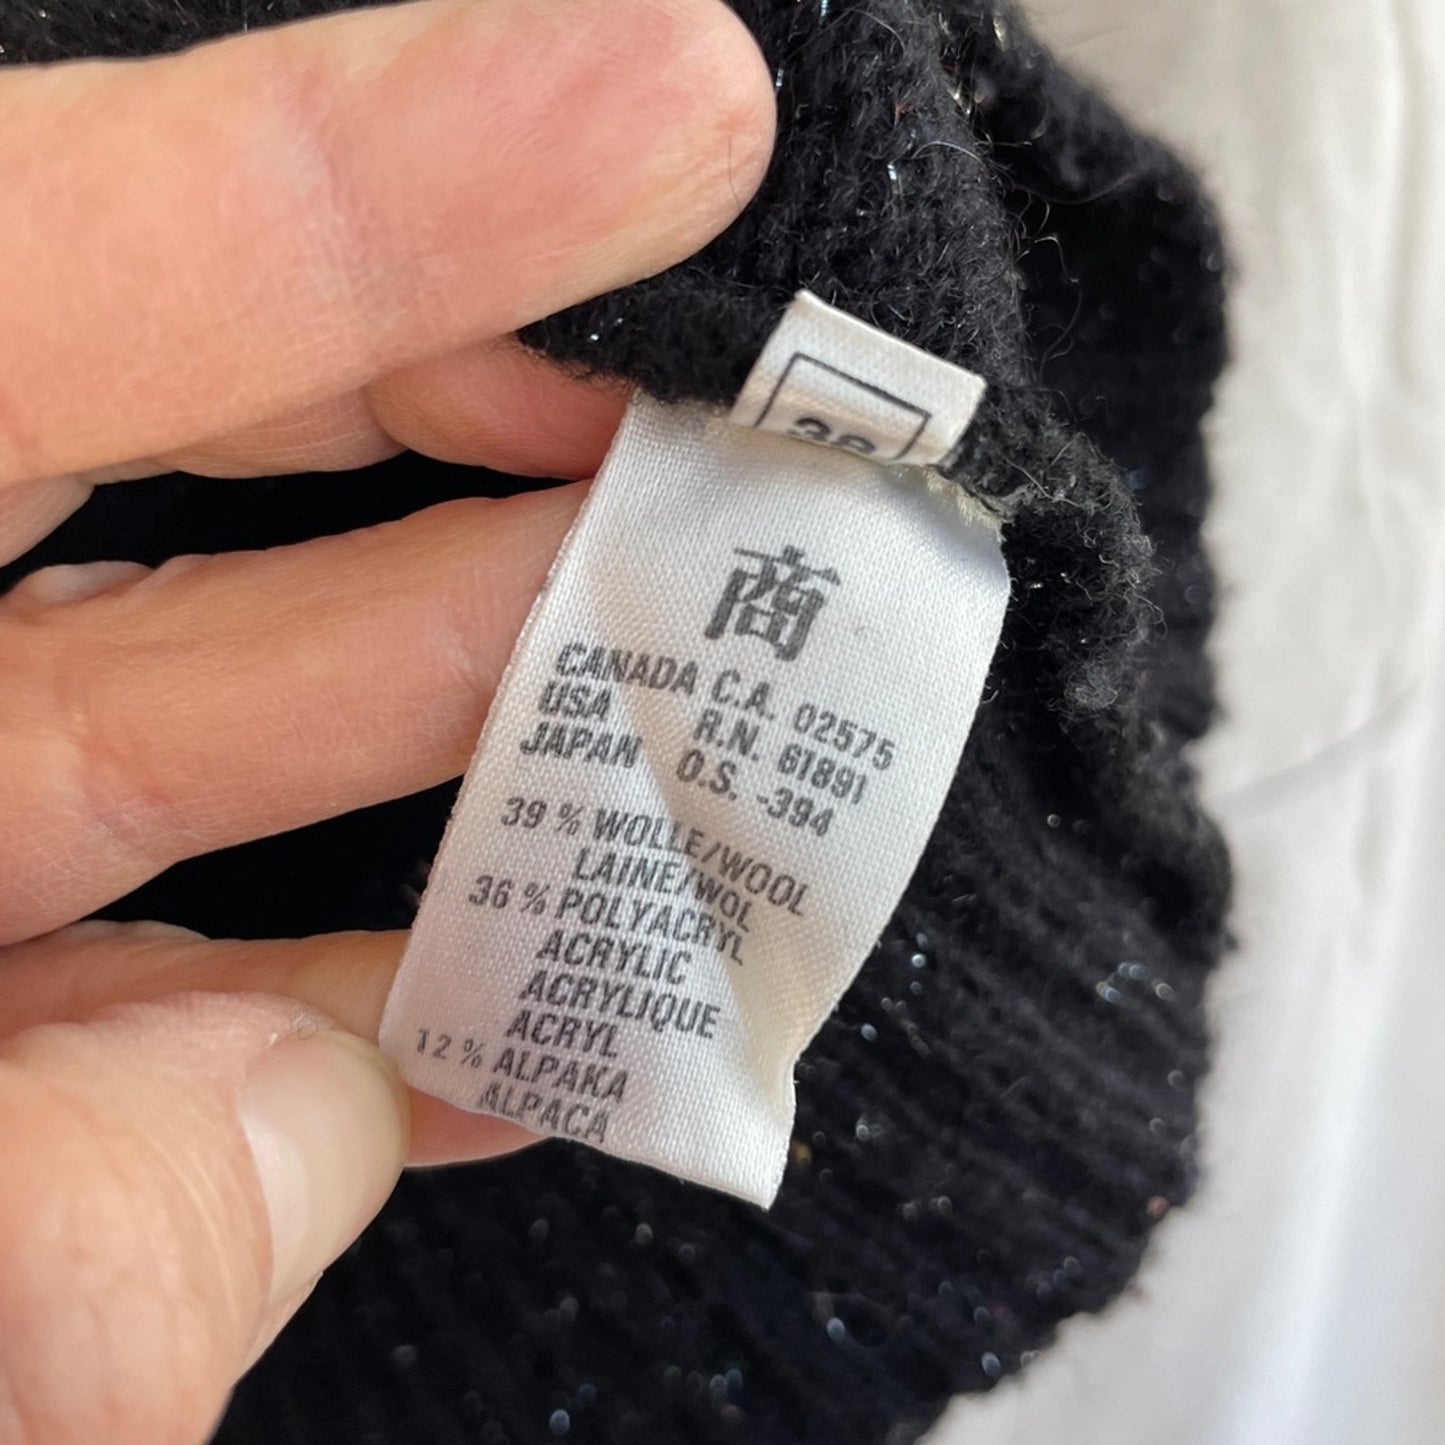 38
商
CANADA C.A. 02575
USA R.N. 61891
JAPAN O.S. -394
39 % WOLLE/WOOL
LAINE/WOL
36 % POLYACRYL
ACRYLIC
ACRYLIQUE
ACRYL
12 % ALPAKA
ALPACA